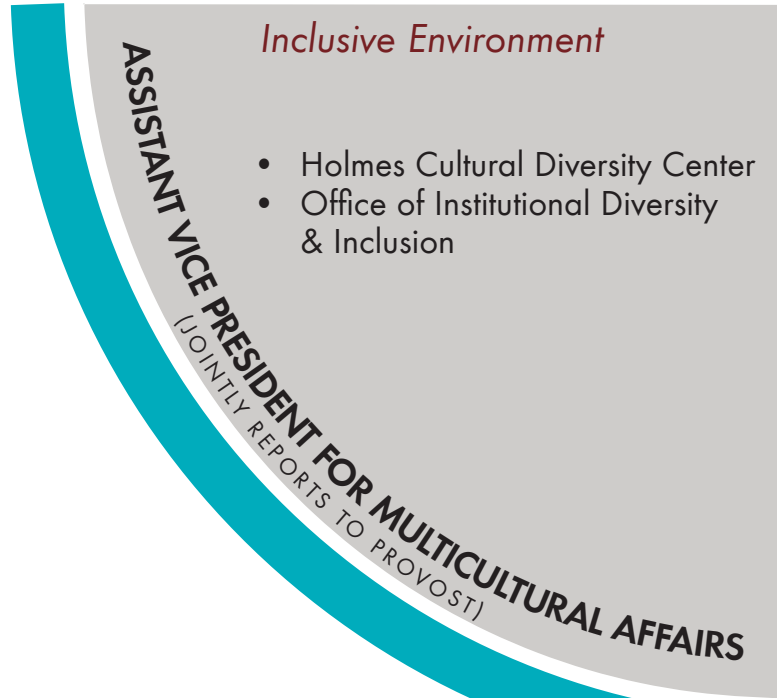 Inclusive Environment
• Holmes Cultural Diversity Center
• Office of Institutional Diversity
& Inclusion
ASSISTANT VICE PRESIDENT FOR MULTICULTURAL AFFAIRS
(JOINTLY REPORTS TO PROVOST)